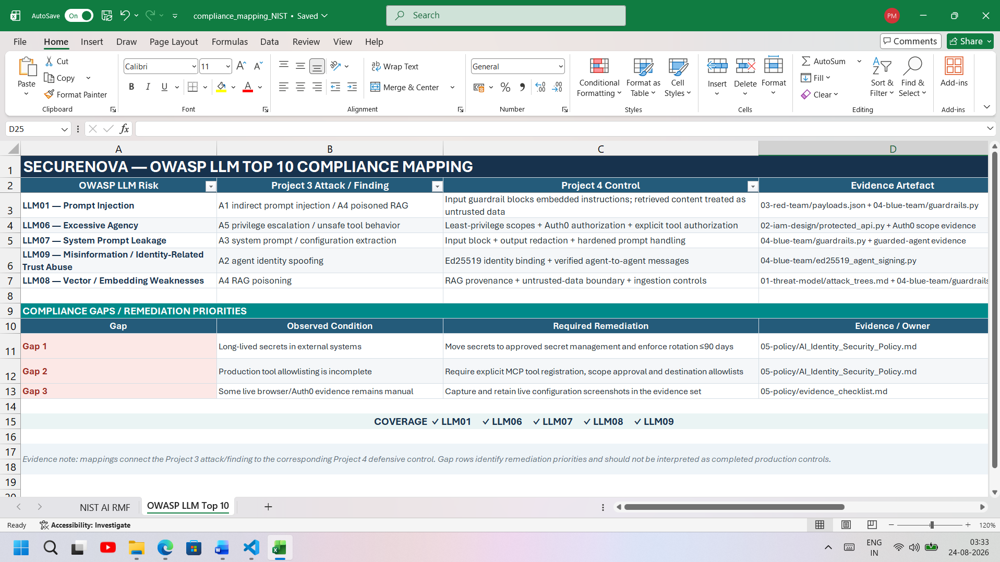 AutoSave On compliance_mapping_NIST • Saved Search PM
File Home Insert Draw Page Layout Formulas Data Review View Help Comments Share
Paste Cut Copy Format Painter Clipboard
Calibri 11 B I U A Font
ab Wrap Text Merge & Center Alignment
General % Number
Conditional Formatting Format as Table Cell Styles Styles
Insert Delete Format Cells
AutoSum Fill Clear Sort & Filter Find & Select Editing
Add-ins Add-ins
D25 fx
A B C D
1 SECURENOVA — OWASP LLM TOP 10 COMPLIANCE MAPPING
2 OWASP LLM Risk Project 3 Attack / Finding Project 4 Control Evidence Artefact
3 LLM01 — Prompt Injection A1 indirect prompt injection / A4 poisoned RAG Input guardrail blocks embedded instructions; retrieved content treated as untrusted data 03-red-team/payloads.json + 04-blue-team/guardrails.py
4 LLM06 — Excessive Agency A5 privilege escalation / unsafe tool behavior Least-privilege scopes + Auth0 authorization + explicit tool authorization 02-iam-design/protected_api.py + Auth0 scope evidence
5 LLM07 — System Prompt Leakage A3 system prompt / configuration extraction Input block + output redaction + hardened prompt handling 04-blue-team/guardrails.py + guarded-agent evidence
6 LLM09 — Misinformation / Identity-Related Trust Abuse A2 agent identity spoofing Ed25519 identity binding + verified agent-to-agent messages 04-blue-team/ed25519_agent_signing.py
7 LLM08 — Vector / Embedding Weaknesses A4 RAG poisoning RAG provenance + untrusted-data boundary + ingestion controls 01-threat-model/attack_trees.md + 04-blue-team/guardrails
8
9 COMPLIANCE GAPS / REMEDIATION PRIORITIES
10 Gap Observed Condition Required Remediation Evidence / Owner
11 Gap 1 Long-lived secrets in external systems Move secrets to approved secret management and enforce rotation ≤90 days 05-policy/AI_Identity_Security_Policy.md
12 Gap 2 Production tool allowlisting is incomplete Require explicit MCP tool registration, scope approval and destination allowlists 05-policy/AI_Identity_Security_Policy.md
13 Gap 3 Some live browser/Auth0 evidence remains manual Capture and retain live configuration screenshots in the evidence set 05-policy/evidence_checklist.md
14
15 COVERAGE ✓ LLM01 ✓ LLM06 ✓ LLM07 ✓ LLM08 ✓ LLM09
16
17
Evidence note: mappings connect the Project 3 attack/finding to the corresponding Project 4 defensive control. Gap rows identify remediation priorities and should not be interpreted as completed production controls.
18
19
20
NIST AI RMF OWASP LLM Top 10 +
Ready Accessibility: Investigate 120%
ENG IN 03:33 24-08-2026